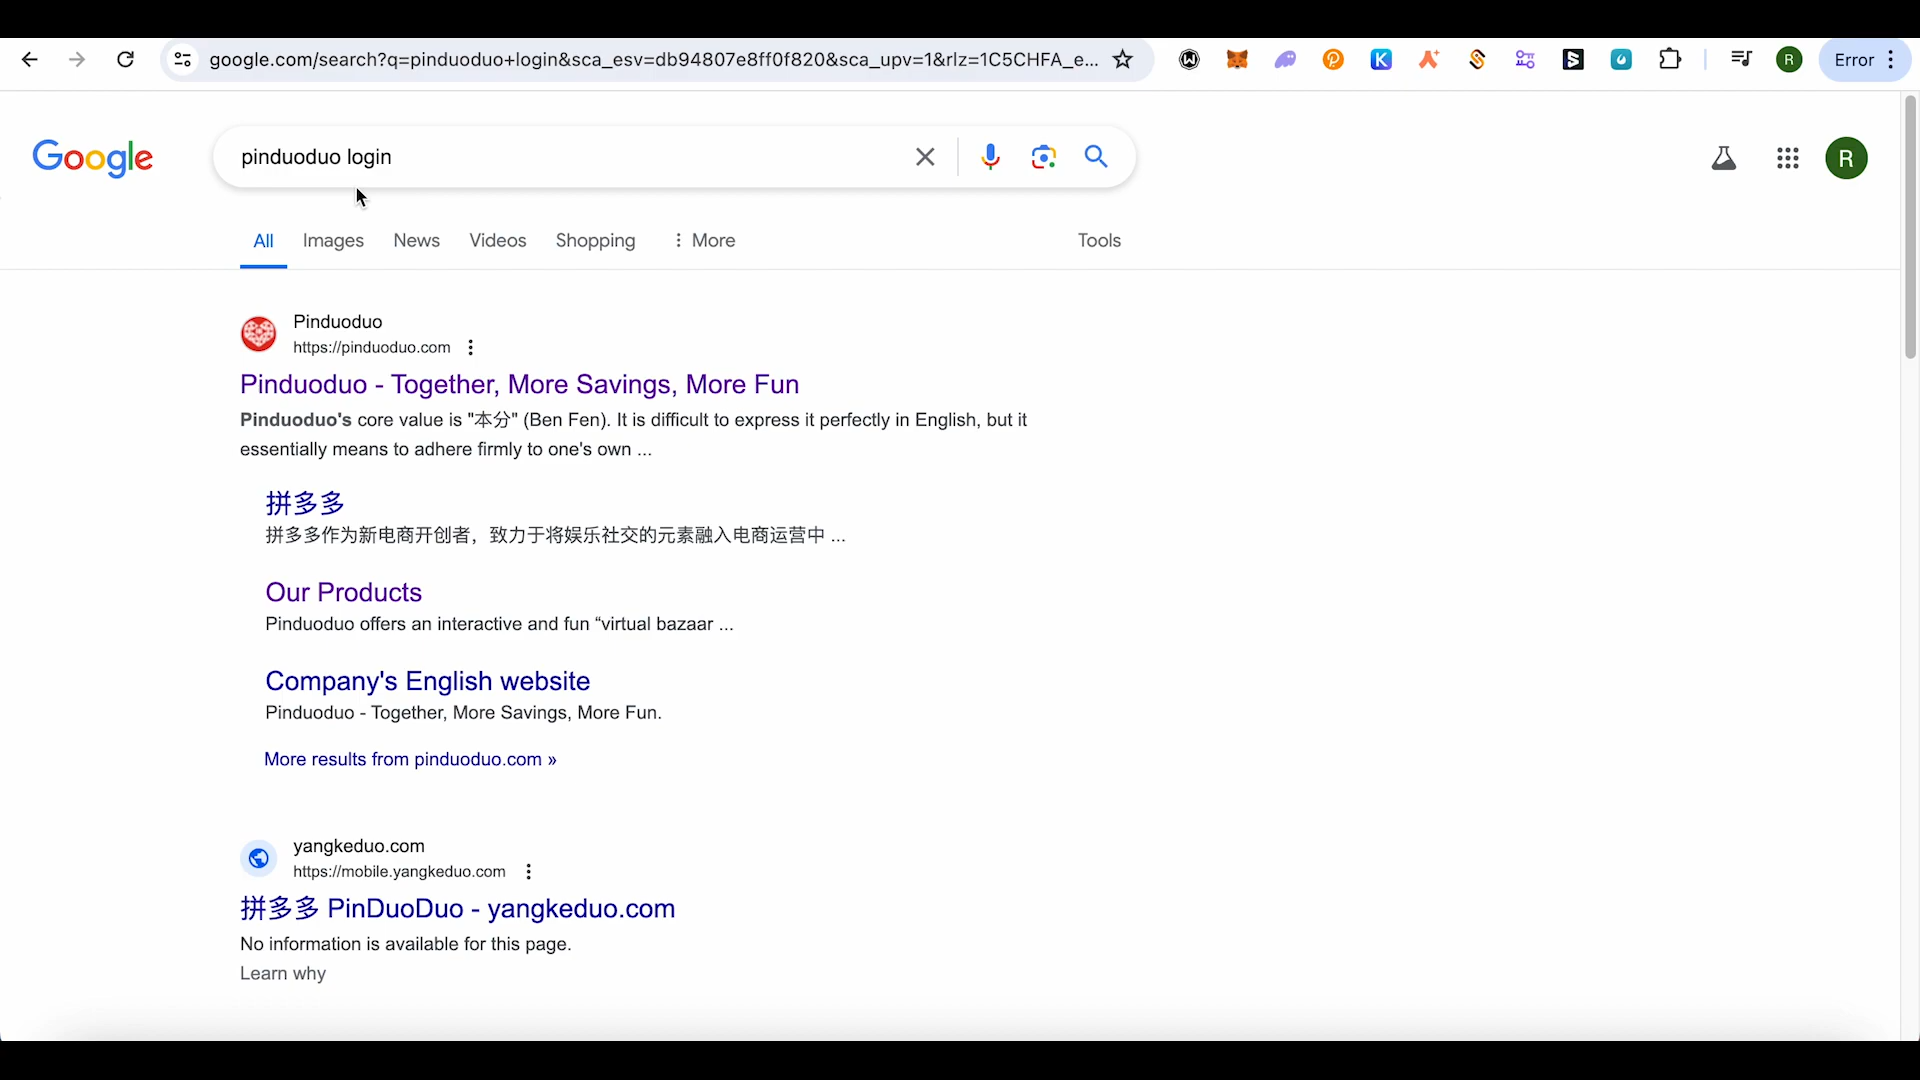 google.com/search?q=pinduoduo+login&sca_esv=db94807e8ff0f820&sca_upv=1&rlz=1C5CHFA_e...
R
Error
Google
pinduoduo login
R
All Images News Videos Shopping More Tools
Pinduoduo
https://pinduoduo.com
Pinduoduo - Together, More Savings, More Fun
Pinduoduo's core value is "本分" (Ben Fen). It is difficult to express it perfectly in English, but it
essentially means to adhere firmly to one's own ...
拼多多
拼多多作为新电商开创者，致力于将娱乐社交的元素融入电商运营中 ...
Our Products
Pinduoduo offers an interactive and fun “virtual bazaar ...
Company's English website
Pinduoduo - Together, More Savings, More Fun.
More results from pinduoduo.com »
yangkeduo.com
https://mobile.yangkeduo.com
拼多多 PinDuoDuo - yangkeduo.com
No information is available for this page.
Learn why